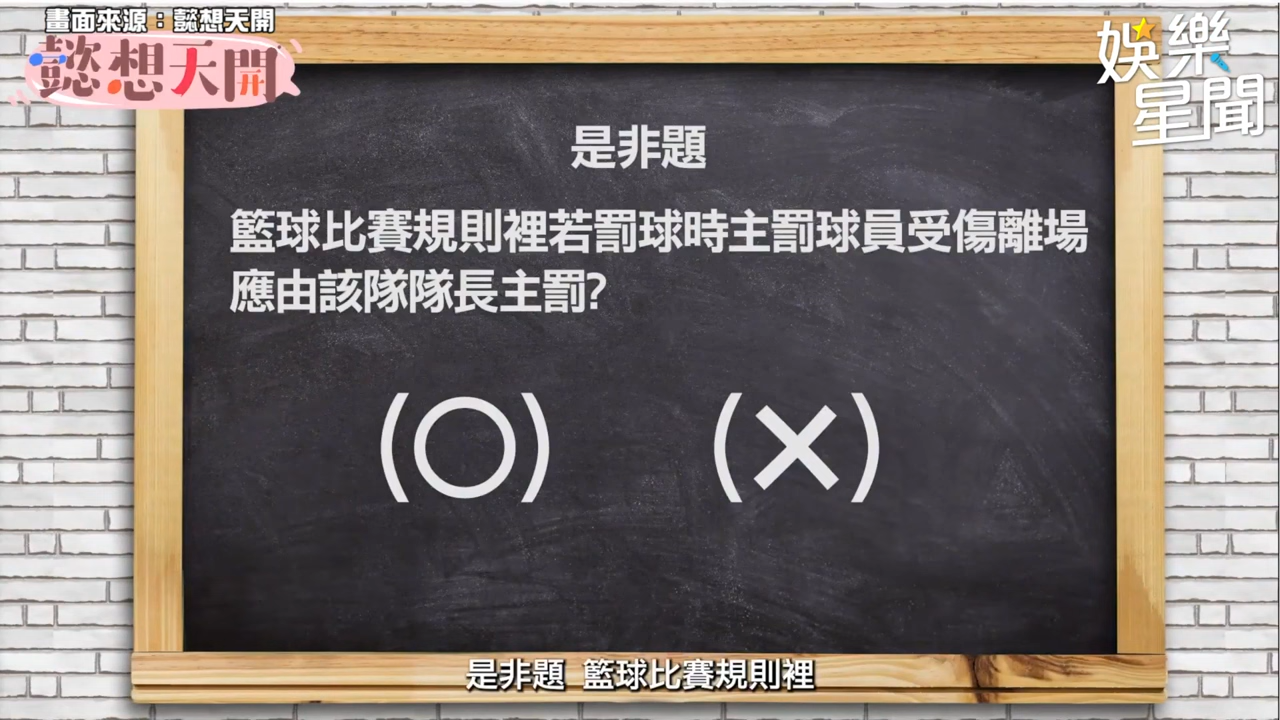 畫面來源：懿想天開
懿想天開
娛樂
星聞
是非題
籃球比賽規則裡若罰球時主罰球員受傷離場
應由該隊隊長主罰?
(○) (×)
是非題 籃球比賽規則裡